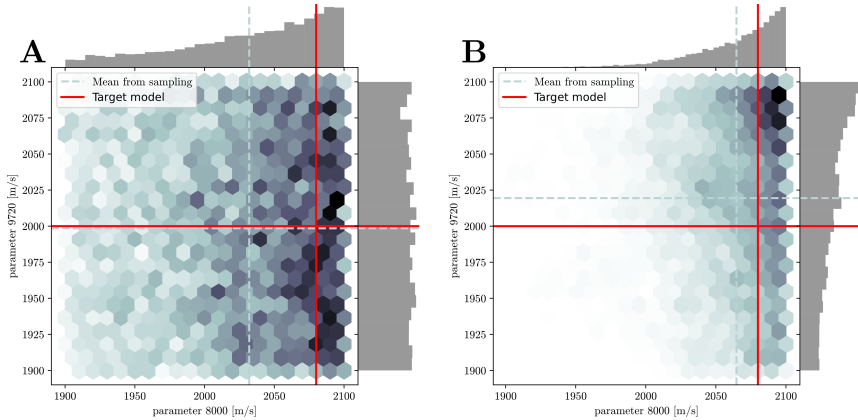 A
Mean from sampling
Target model
parameter 9720 [m/s]
2100
2075
2050
2025
2000
1975
1950
1925
1900
1900
1950
2000
2050
2100
parameter 8000 [m/s]
B
Mean from sampling
Target model
parameter 9720 [m/s]
2100
2075
2050
2025
2000
1975
1950
1925
1900
1900
1950
2000
2050
2100
parameter 8000 [m/s]